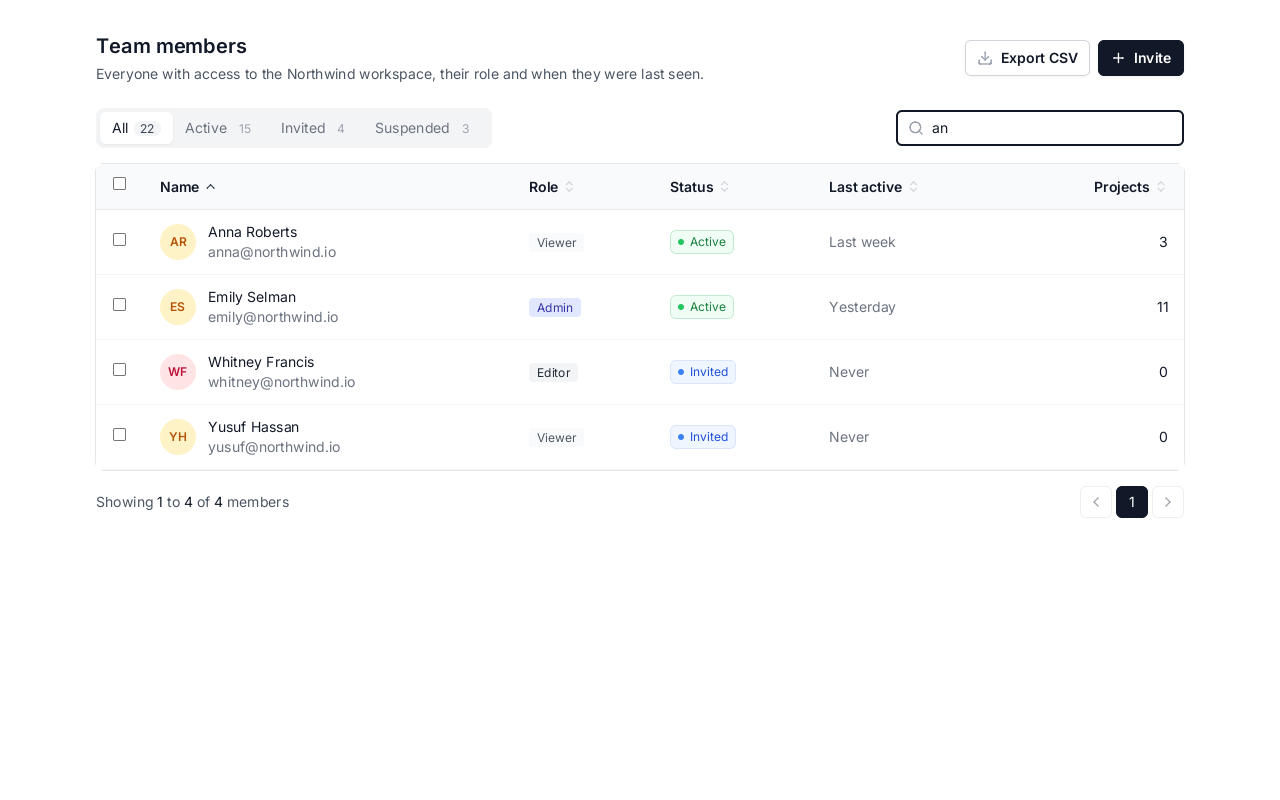 Team members
Everyone with access to the Northwind workspace, their role and when they were last seen.
Export CSV
Invite
All 22 Active 15 Invited 4 Suspended 3
an
Name Role Status Last active Projects
AR Anna Roberts anna@northwind.io Viewer Active Last week 3
ES Emily Selman emily@northwind.io Admin Active Yesterday 11
WF Whitney Francis whitney@northwind.io Editor Invited Never 0
YH Yusuf Hassan yusuf@northwind.io Viewer Invited Never 0
Showing 1 to 4 of 4 members
1